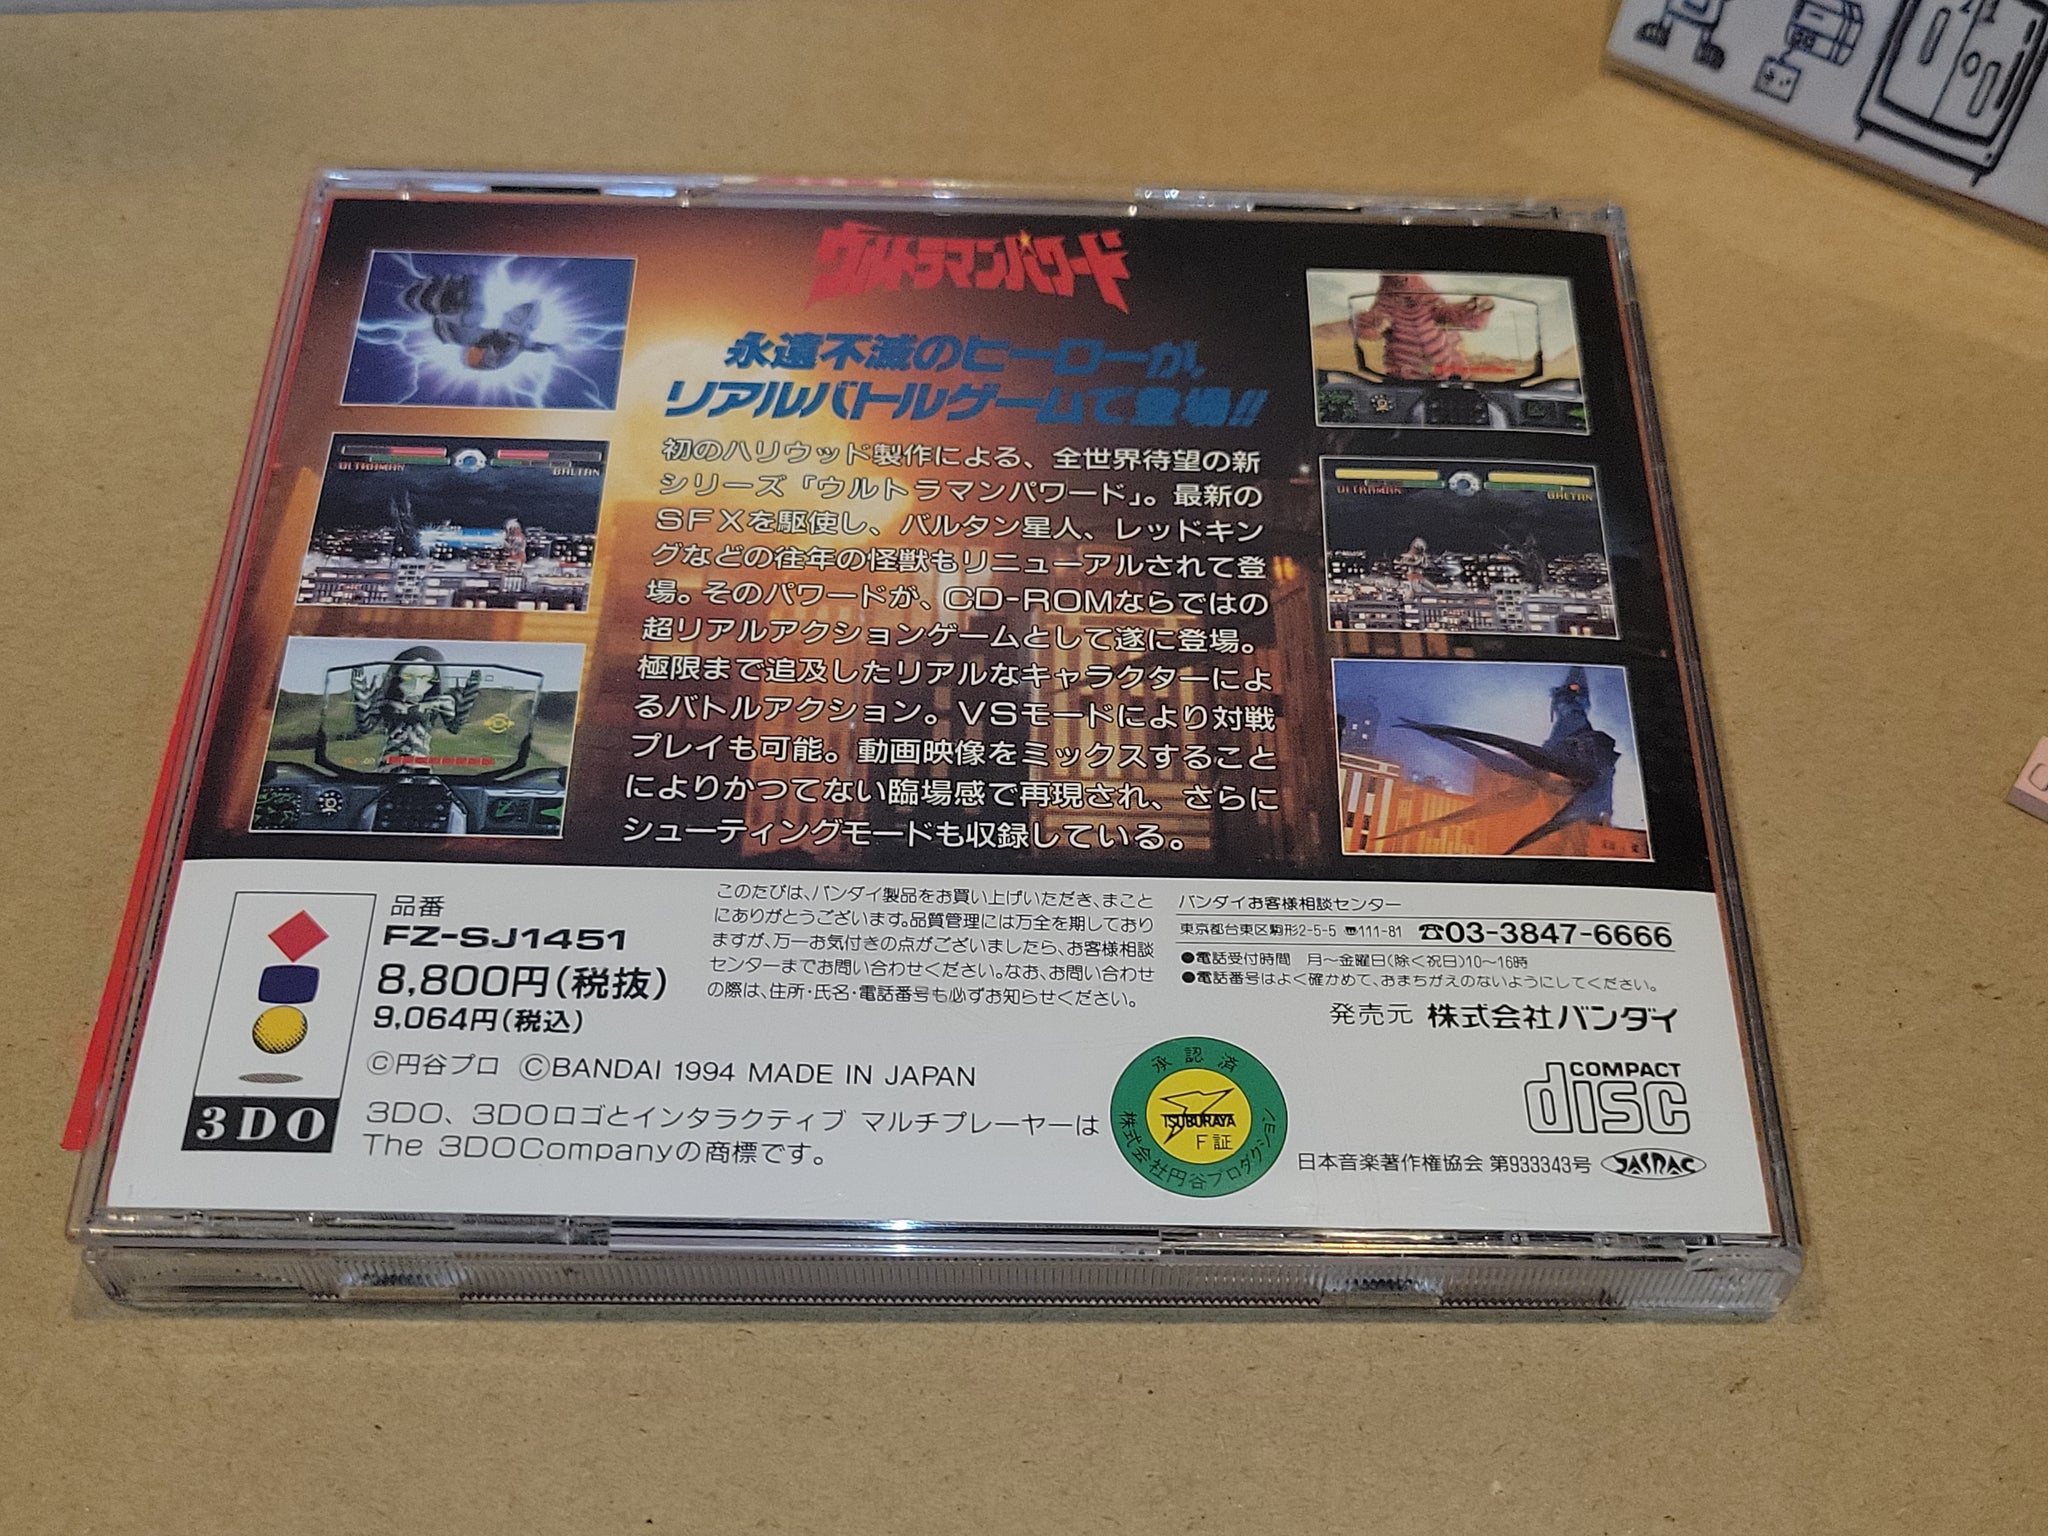 ウルトラマンパワード
永遠不滅のヒーローが、
リアルバトルゲームで登場!!
初のハリウッド製作による、全世界待望の新
シリーズ「ウルトラマンパワード」。最新の
SFXを駆使し、バルタン星人、レッドキン
グなどの往年の怪獣もリニューアルされて登
場。そのパワードが、CD-ROMならではの
超リアルアクションゲームとして遂に登場。
極限まで追及したリアルなキャラクターによ
るバトルアクション。VSモードにより対戦
プレイも可能。動画映像をミックスすること
によりかつてない臨場感で再現され、さらに
シューティングモードも収録している。
ULTRAMAN
BALTAN
ULTRAMAN
BALTAN
品番
FZ-SJ1451
8,800円(税抜)
9,064円(税込)
©円谷プロ ©BANDAI 1994 MADE IN JAPAN
3DO、3DOロゴとインタラクティブ マルチプレーヤーは
The 3DO Companyの商標です。
3DO
このたびは、バンダイ製品をお買い上げいただき、まこと
にありがとうございます。品質管理には万全を期しており
ますが、万一お気付きの点がございましたら、お客様相談
センターまでお問い合わせください。なお、お問い合わせ
の際は、住所・氏名・電話番号も必ずお知らせください。
バンダイお客様相談センター
東京都台東区駒形2-5-5 〒111-81 ☎03-3847-6666
●電話受付時間 月〜金曜日(除く祝日)10〜16時
●電話番号はよく確かめて、おまちがえのないようにしてください。
発売元 株式会社バンダイ
承認済
TSUBURAYA
F証
株式会社円谷プロダクション
COMPACT
disc
日本音楽著作権協会 第933343号 JASRAC